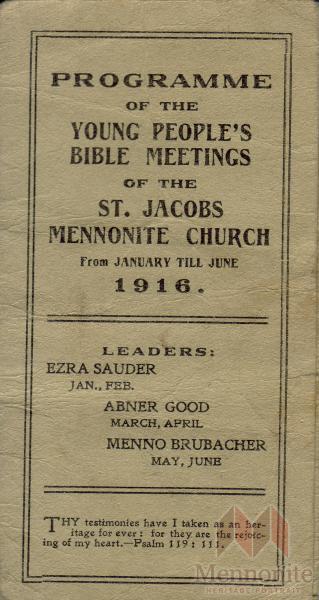 PROGRAMME
OF THE
YOUNG PEOPLE'S
BIBLE MEETINGS
OF THE
ST. JACOBS
MENNONITE CHURCH
From JANUARY TILL JUNE
1916.
LEADERS:
EZRA SAUDER
JAN., FEB.
ABNER GOOD
MARCH, APRIL
MENNO BRUBACHER
MAY, JUNE
THY testimonies have I taken as an her-
itage for ever: for they are the rejoic-
ing of my heart.—Psalm 119: 111.
Mennonite
HERITAGE PORTRAIT